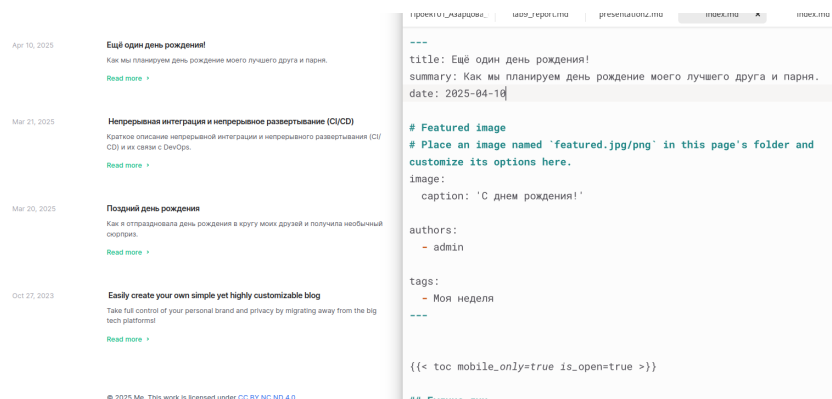 Apr 10, 2025
Ещё один день рождения!
Как мы планируем день рождение моего лучшего друга и парня.
Read more
Mar 21, 2025
Непрерывная интеграция и непрерывное развертывание (CI/CD)
Краткое описание непрерывной интеграции и непрерывного развертывания (CI/
CD) и их связи с DevOps.
Read more
Mar 20, 2025
Поздний день рождения
Как я отпраздновала день рождения в кругу моих друзей и получила необычный
сюрприз.
Read more
Oct 27, 2023
Easily create your own simple yet highly customizable blog
Take full control of your personal brand and privacy by migrating away from the big
tech platforms!
Read more
© 2025 Me. This work is licensed under CC BY NC ND 4.0
lab9_report.md
presentation2.md
index.md ×
index.md
---
title: Ещё один день рождения!
summary: Как мы планируем день рождение моего лучшего друга и парня.
date: 2025-04-10
# Featured image
# Place an image named `featured.jpg/png` in this page's folder and
customize its options here.
image:
caption: 'С днем рождения!'
authors:
- admin
tags:
- Моя неделя
---
{{< toc mobile_only=true is_open=true >}}